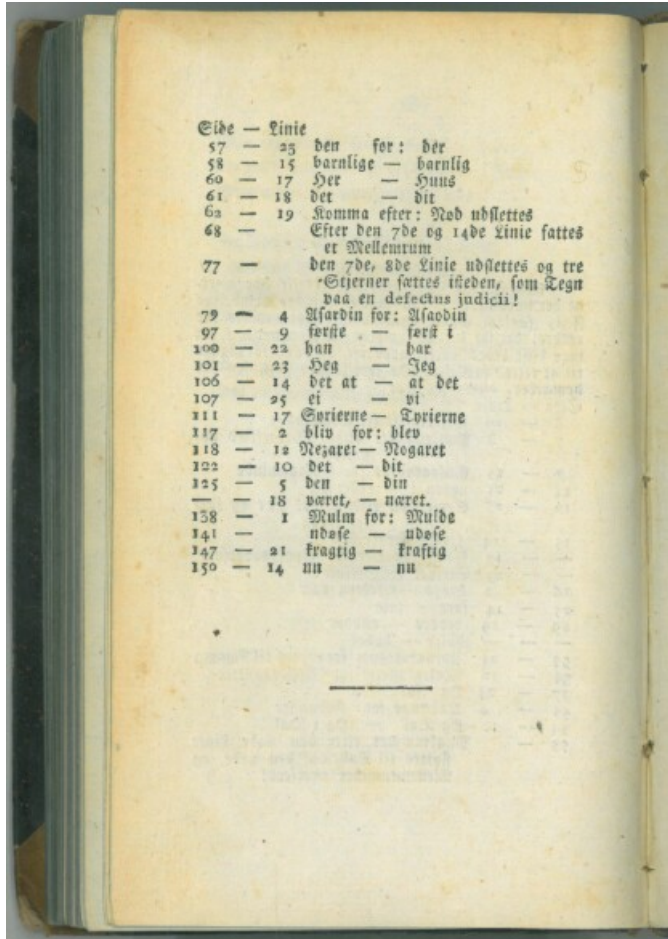 Side — Linie
57 — 23 den for: der
58 — 15 barnlige — barnlig
60 — 17 Her — Huus
61 — 18 det — dit
62 — 19 Komma efter: Nød udslettes
68 — Efter den 7de og 14de Linie fattes
et Mellemrum
77 — den 7de, 8de Linie udslettes og tre
Stjerner sættes isteden, som Tegn
paa en defectus judicii!
79 — 4 Asardin for: Asavdin
97 — 9 første — først i
100 — 22 han — har
101 — 23 Heg — Jeg
106 — 14 det at — at det
107 — 25 ei — vi
111 — 17 Syrierne — Tyrierne
117 — 2 bliv for: blev
118 — 12 Nezaret — Nogaret
122 — 10 det — dit
125 — 5 den — din
— — 18 været, — næret.
138 — 1 Mulm for: Mulde
141 — udøse — udøse
147 — 21 kragtig — kraftig
150 — 14 nu — nu